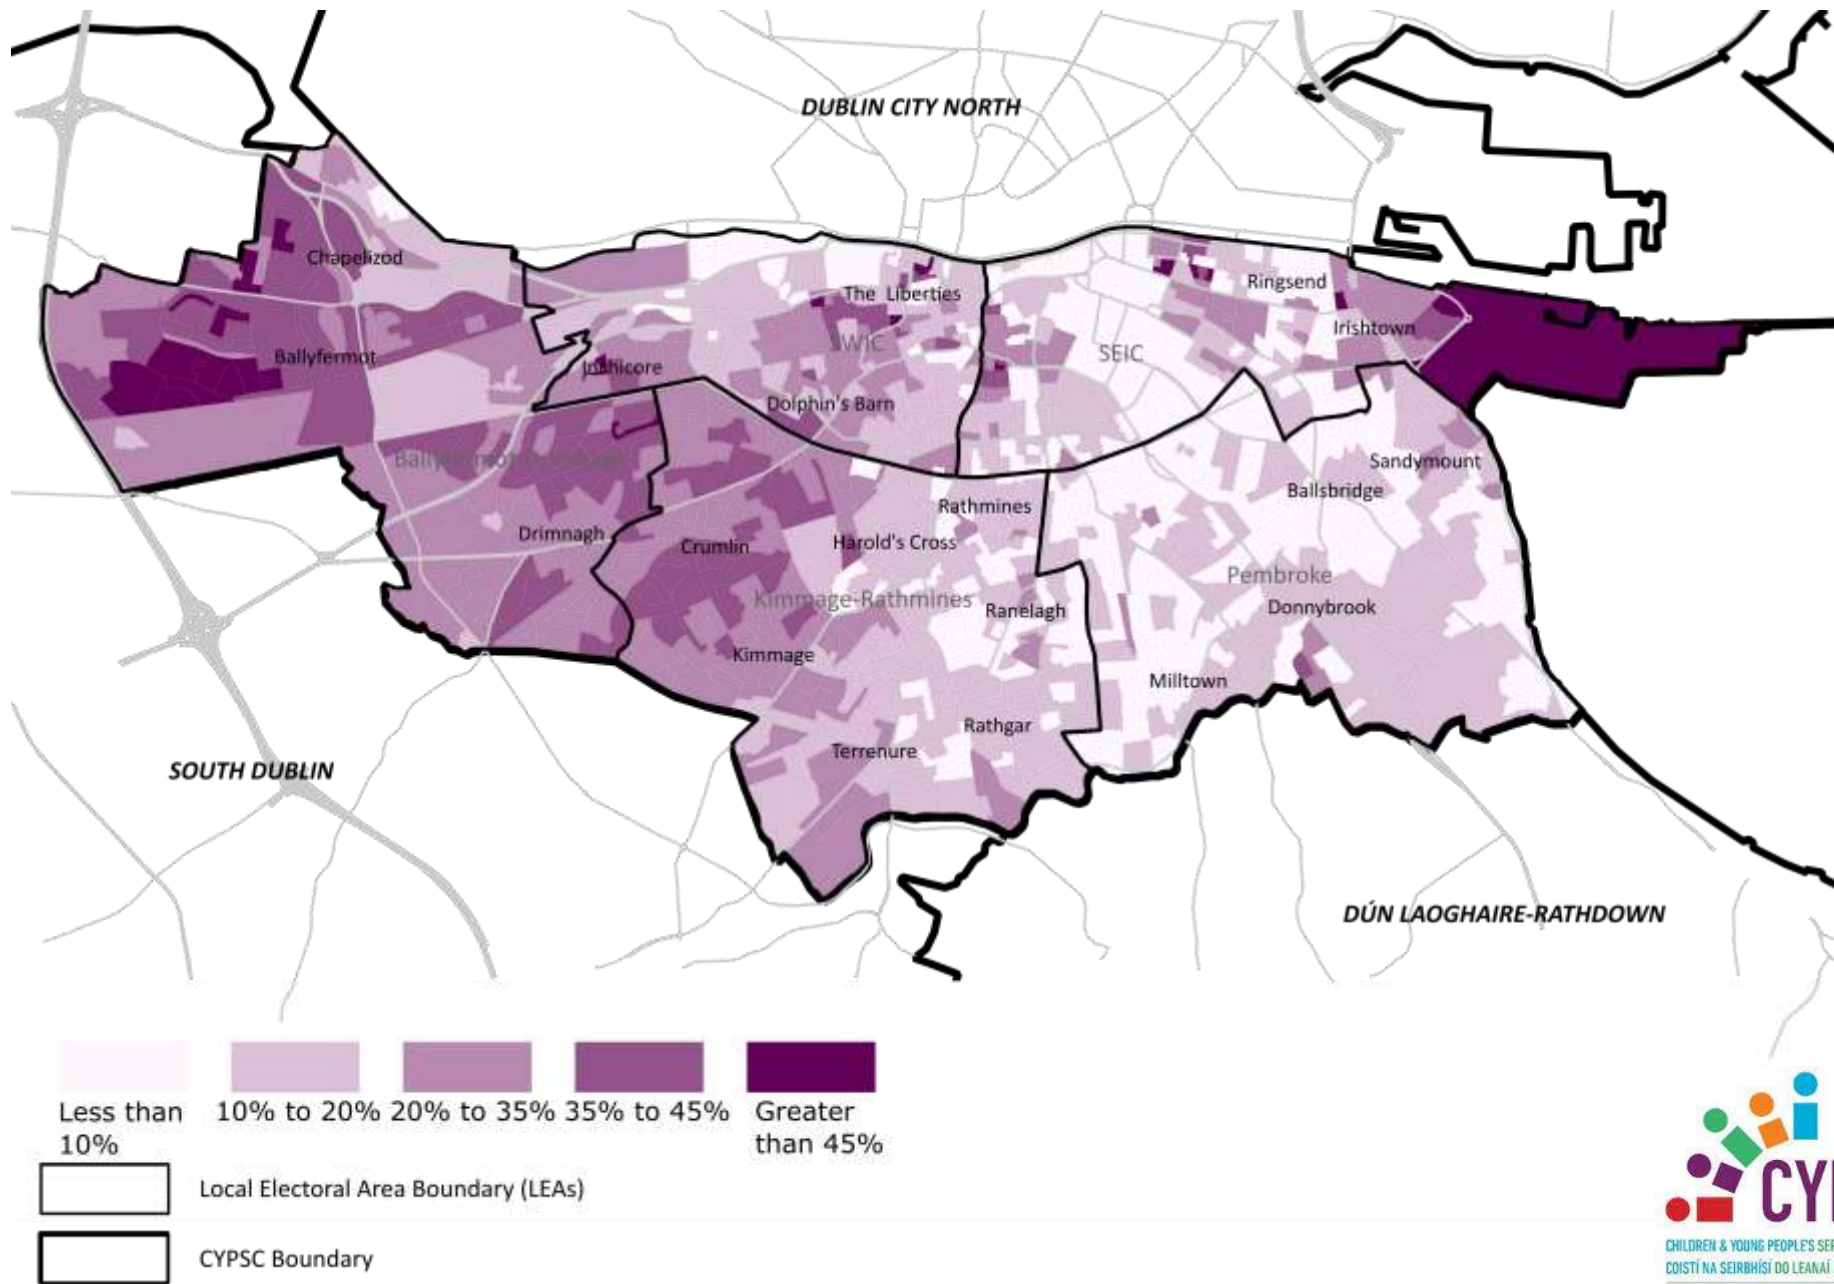 DUBLIN CITY NORTH
Chapelizod
Ringsend
The Liberties
Irishtown
SWIC
SEIC
Ballyfermot
Inchicore
Dolphin's Barn
Sandymount
Ballsbridge
Rathmines
Drimnagh
Crumlin
Harold's Cross
Pembroke
Kimmage-Rathmines
Ranelagh
Donnybrook
Kimmage
Milltown
Rathgar
Terrenure
SOUTH DUBLIN
DÚN LAOGHAIRE-RATHDOWN
Less than
10%
10% to 20%
20% to 35%
35% to 45%
Greater
than 45%
Local Electoral Area Boundary (LEAs)
CYPSC Boundary
CY
CHILDREN & YOUNG PEOPLE'S SER
COISTÍ NA SEIRBHÍSÍ DO LEANAÍ